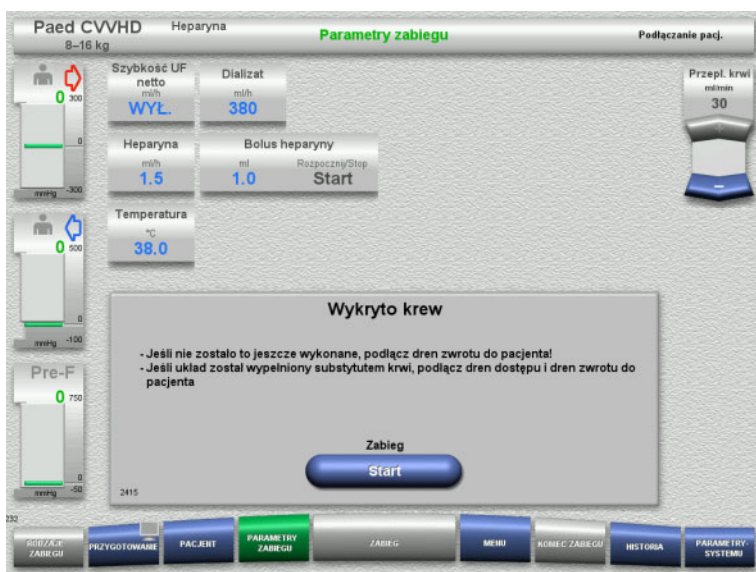 Paed CVVHD Heparyna Parametry zabiegu Podłączanie pacj.
8–16 kg
0 300
0
mmHg -300
Szybkość UF netto
ml/h
WYŁ.
Dializat
ml/h
380
Przepł. krwi
ml/min
30
+
–
Heparyna
ml/h
1.5
Bolus heparyny
ml Rozpocznij/Stop
1.0 Start
Temperatura
°C
38.0
0 500
0
mmHg -100
Pre-F
0 750
0
mmHg -50
Wykryto krew
- Jeśli nie zostało to jeszcze wykonane, podłącz dren zwrotu do pacjenta!
- Jeśli układ został wypełniony substytutem krwi, podłącz dren dostępu i dren zwrotu do
pacjenta
Zabieg
Start
2415
232
RODZAJE ZABIEGU
PRZYGOTOWANIE
PACJENT
PARAMETRY ZABIEGU
ZABIEG
MENU
KONIEC ZABIEGU
HISTORIA
PARAMETRY-SYSTEMU